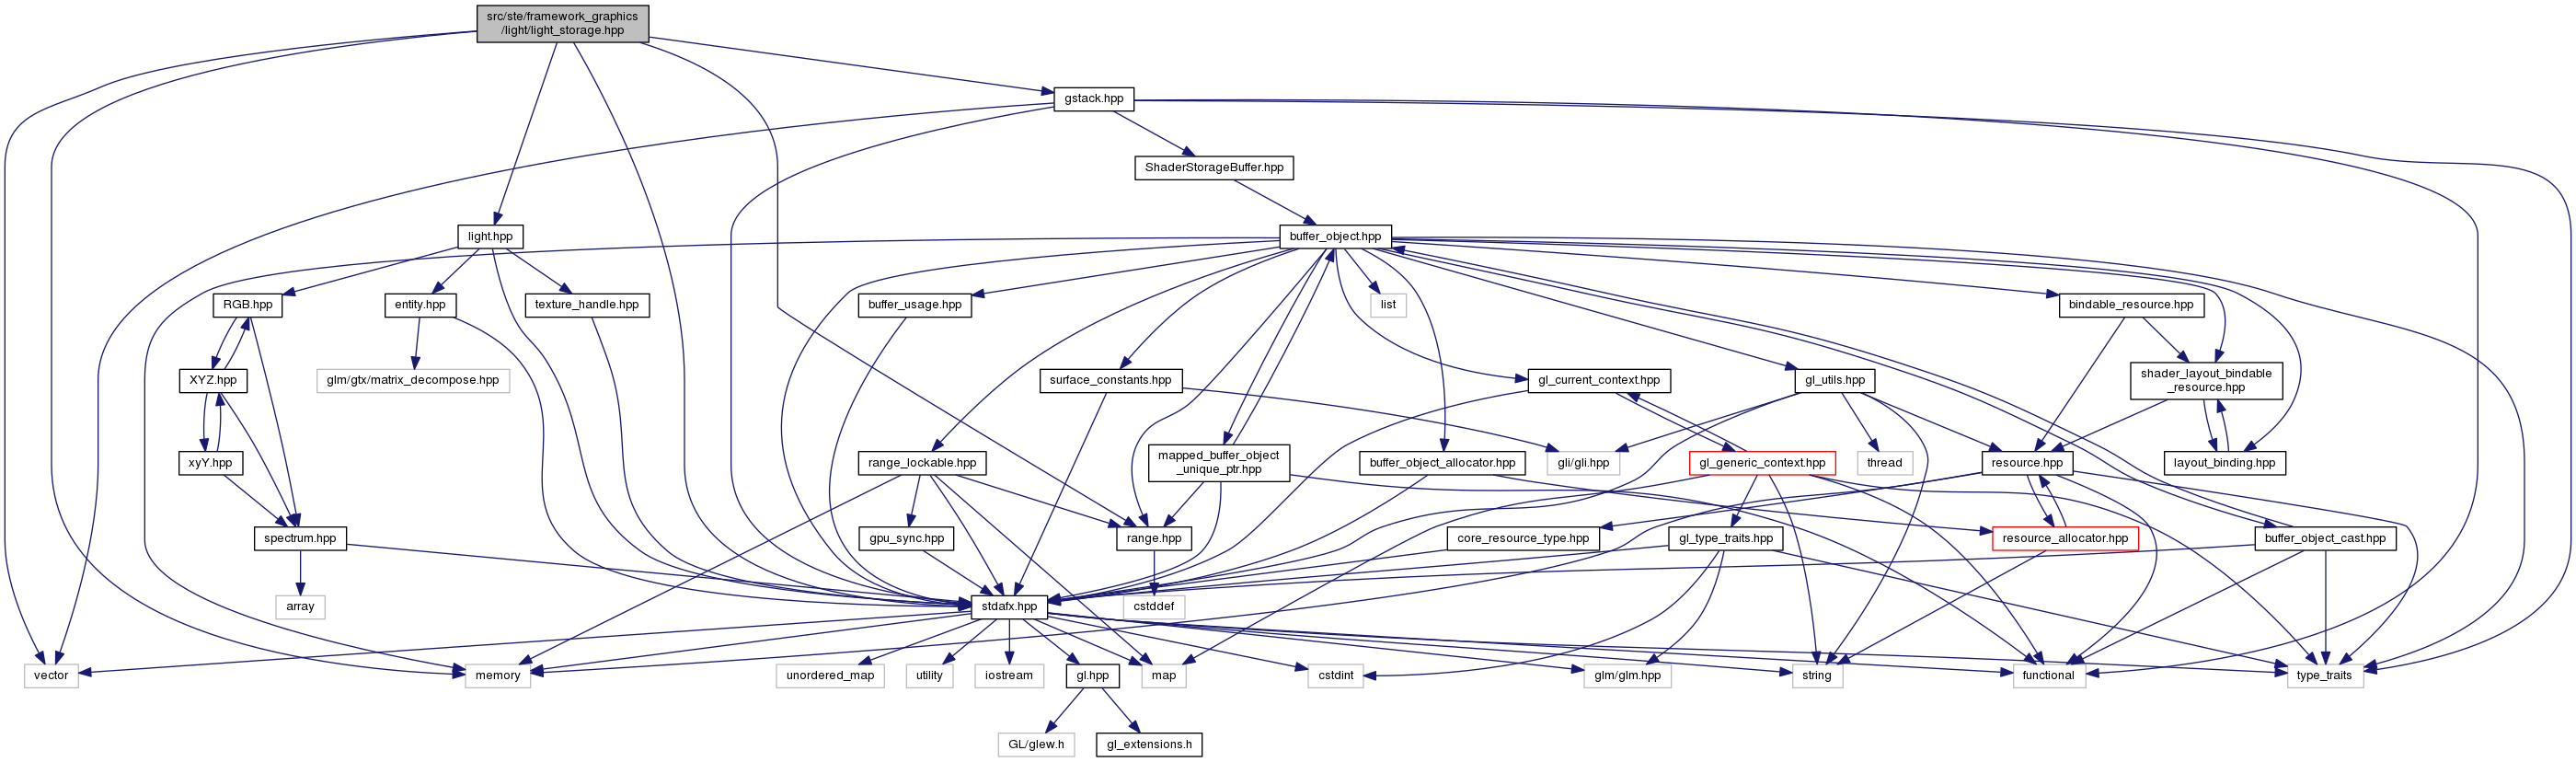 src/ste/framework_graphics
/light/light_storage.hpp
gstack.hpp
ShaderStorageBuffer.hpp
light.hpp
buffer_object.hpp
RGB.hpp
entity.hpp
texture_handle.hpp
buffer_usage.hpp
list
bindable_resource.hpp
XYZ.hpp
glm/gtx/matrix_decompose.hpp
surface_constants.hpp
gl_current_context.hpp
gl_utils.hpp
shader_layout_bindable
_resource.hpp
xyY.hpp
range_lockable.hpp
mapped_buffer_object
_unique_ptr.hpp
buffer_object_allocator.hpp
gli/gli.hpp
gl_generic_context.hpp
thread
resource.hpp
layout_binding.hpp
spectrum.hpp
gpu_sync.hpp
range.hpp
core_resource_type.hpp
gl_type_traits.hpp
resource_allocator.hpp
buffer_object_cast.hpp
array
stdafx.hpp
cstddef
vector
memory
unordered_map
utility
iostream
gl.hpp
map
cstdint
glm/glm.hpp
string
functional
type_traits
GL/glew.h
gl_extensions.h